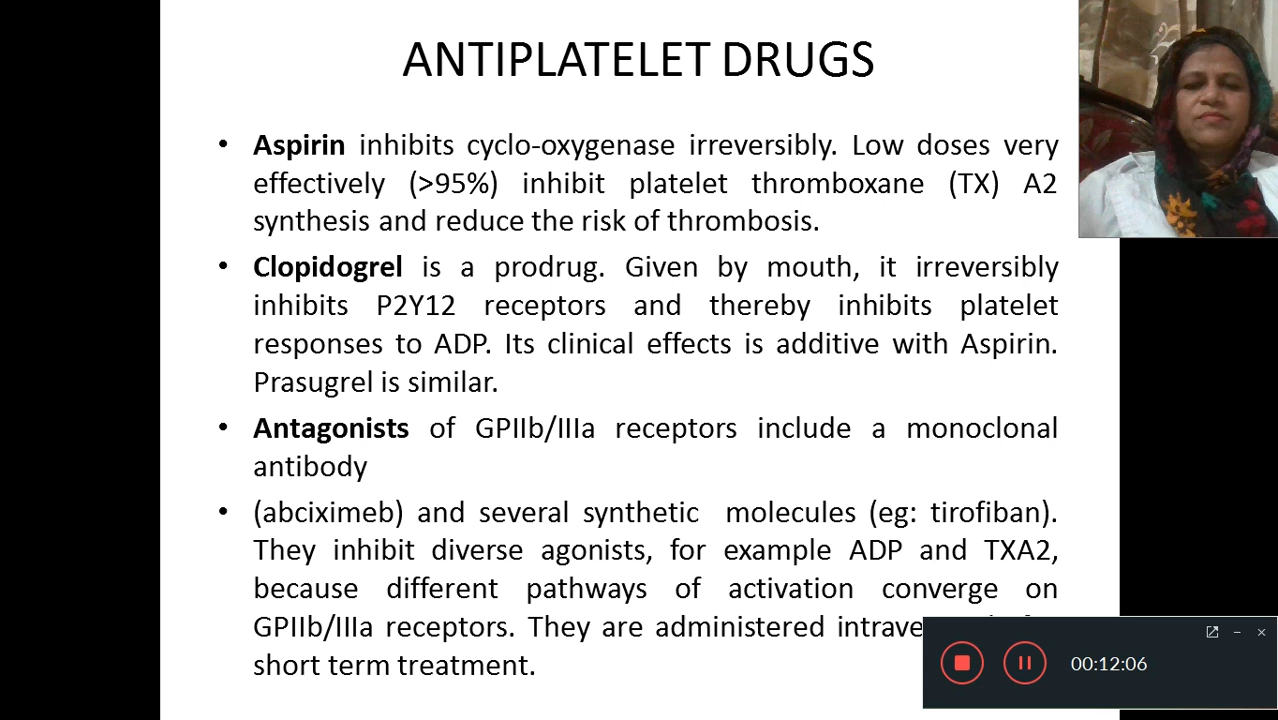 ANTIPLATELET DRUGS
• Aspirin inhibits cyclo-oxygenase irreversibly. Low doses very
effectively (>95%) inhibit platelet thromboxane (TX) A2
synthesis and reduce the risk of thrombosis.
• Clopidogrel is a prodrug. Given by mouth, it irreversibly
inhibits P2Y12 receptors and thereby inhibits platelet
responses to ADP. Its clinical effects is additive with Aspirin.
Prasugrel is similar.
• Antagonists of GPIIb/IIIa receptors include a monoclonal
antibody
• (abciximeb) and several synthetic molecules (eg: tirofiban).
They inhibit diverse agonists, for example ADP and TXA2,
because different pathways of activation converge on
GPIIb/IIIa receptors. They are administered
short term treatment.
00:12:06